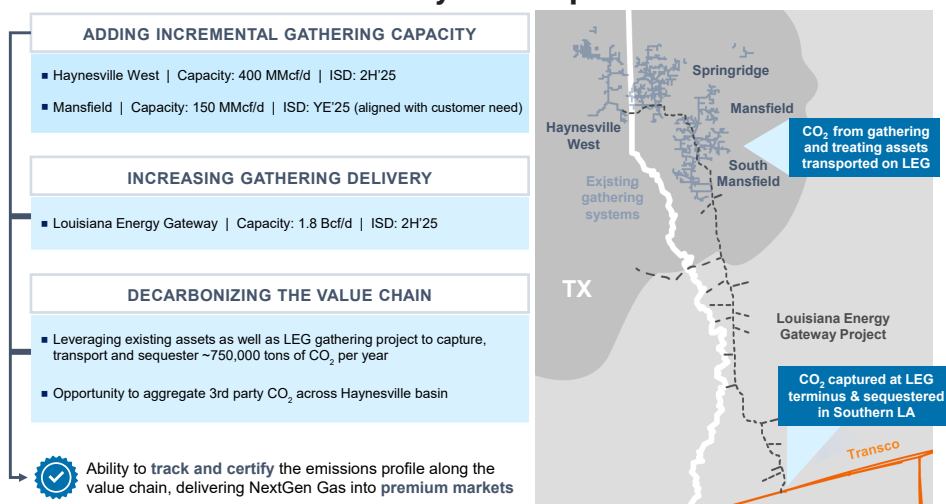 ADDING INCREMENTAL GATHERING CAPACITY
▪ Haynesville West | Capacity: 400 MMcf/d | ISD: 2H'25
▪ Mansfield | Capacity: 150 MMcf/d | ISD: YE'25 (aligned with customer need)
INCREASING GATHERING DELIVERY
▪ Louisiana Energy Gateway | Capacity: 1.8 Bcf/d | ISD: 2H'25
DECARBONIZING THE VALUE CHAIN
▪ Leveraging existing assets as well as LEG gathering project to capture,
transport and sequester ~750,000 tons of CO₂ per year
▪ Opportunity to aggregate 3rd party CO₂ across Haynesville basin
Ability to track and certify the emissions profile along the
value chain, delivering NextGen Gas into premium markets
Springridge
Mansfield
Haynesville
West
South
Mansfield
Existing
gathering
systems
CO₂ from gathering
and treating assets
transported on LEG
TX
Louisiana Energy
Gateway Project
CO₂ captured at LEG
terminus & sequestered
in Southern LA
Transco